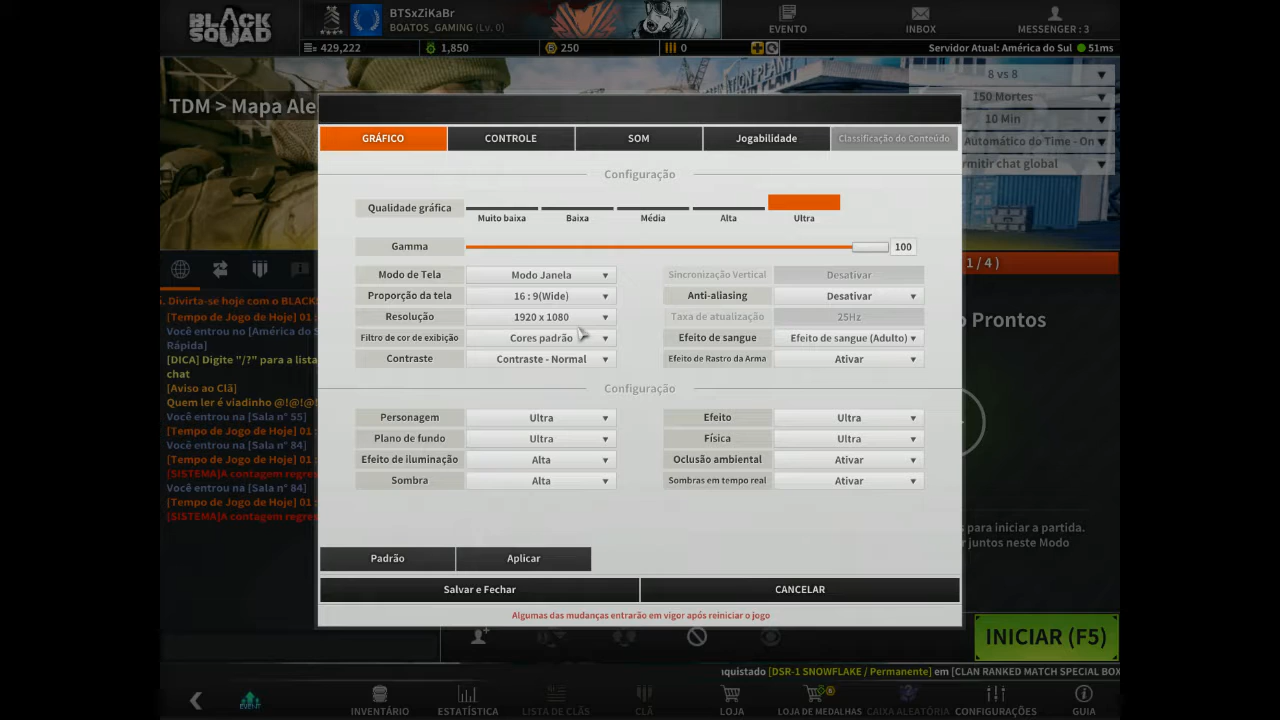 BLACK SQUAD
BTSxZiKaBr
BOATOS_GAMING (Lv. 0)
EVENTO
INBOX
MESSENGER : 3
429,222
1,850
250
0
Servidor Atual: América do Sul 51ms
TDM > Mapa Ale
8 vs 8
150 Mortes
10 Min
Automático do Time - On
rmitir chat global
GRÁFICO
CONTROLE
SOM
Jogabilidade
Classificação do Conteúdo
Configuração
Qualidade gráfica
Muito baixa
Baixa
Média
Alta
Ultra
Gamma
100
Modo de Tela
Modo Janela
Sincronização Vertical
Desativar
Proporção da tela
16 : 9(Wide)
Anti-aliasing
Desativar
Resolução
1920 x 1080
Taxa de atualização
25Hz
Filtro de cor de exibição
Cores padrão
Efeito de sangue
Efeito de sangue (Adulto)
Contraste
Contraste - Normal
Efeito de Rastro da Arma
Ativar
Configuração
Personagem
Ultra
Efeito
Ultra
Plano de fundo
Ultra
Física
Ultra
Efeito de iluminação
Alta
Oclusão ambiental
Ativar
Sombra
Alta
Sombras em tempo real
Ativar
Padrão
Aplicar
Salvar e Fechar
CANCELAR
Algumas das mudanças entrarão em vigor após reiniciar o jogo
1 / 4 )
o Prontos
s para iniciar a partida.
r juntos neste Modo
. Divirta-se hoje com o BLACK
[Tempo de Jogo de Hoje] 01 :
Você entrou no [América do S
Rápida]
[DICA] Digite "/?" para a lista
chat
[Aviso ao Clã]
Quem ler é viadinho @!@!@!
Você entrou na [Sala n° 55]
[Tempo de Jogo de Hoje] 01 :
Você entrou na [Sala n° 84]
[Tempo de Jogo de Hoje] 01 :
[SISTEMA]A contagem regres
Você entrou na [Sala n° 84]
[Tempo de Jogo de Hoje] 01 :
[SISTEMA]A contagem regres
INICIAR (F5)
quistado [DSR-1 SNOWFLAKE / Permanente] em [CLAN RANKED MATCH SPECIAL BOX
EVENT
INVENTÁRIO
ESTATÍSTICA
LISTA DE CLÃS
CLÃ
LOJA
LOJA DE MEDALHAS
CAIXA ALEATÓRIA
CONFIGURAÇÕES
GUIA